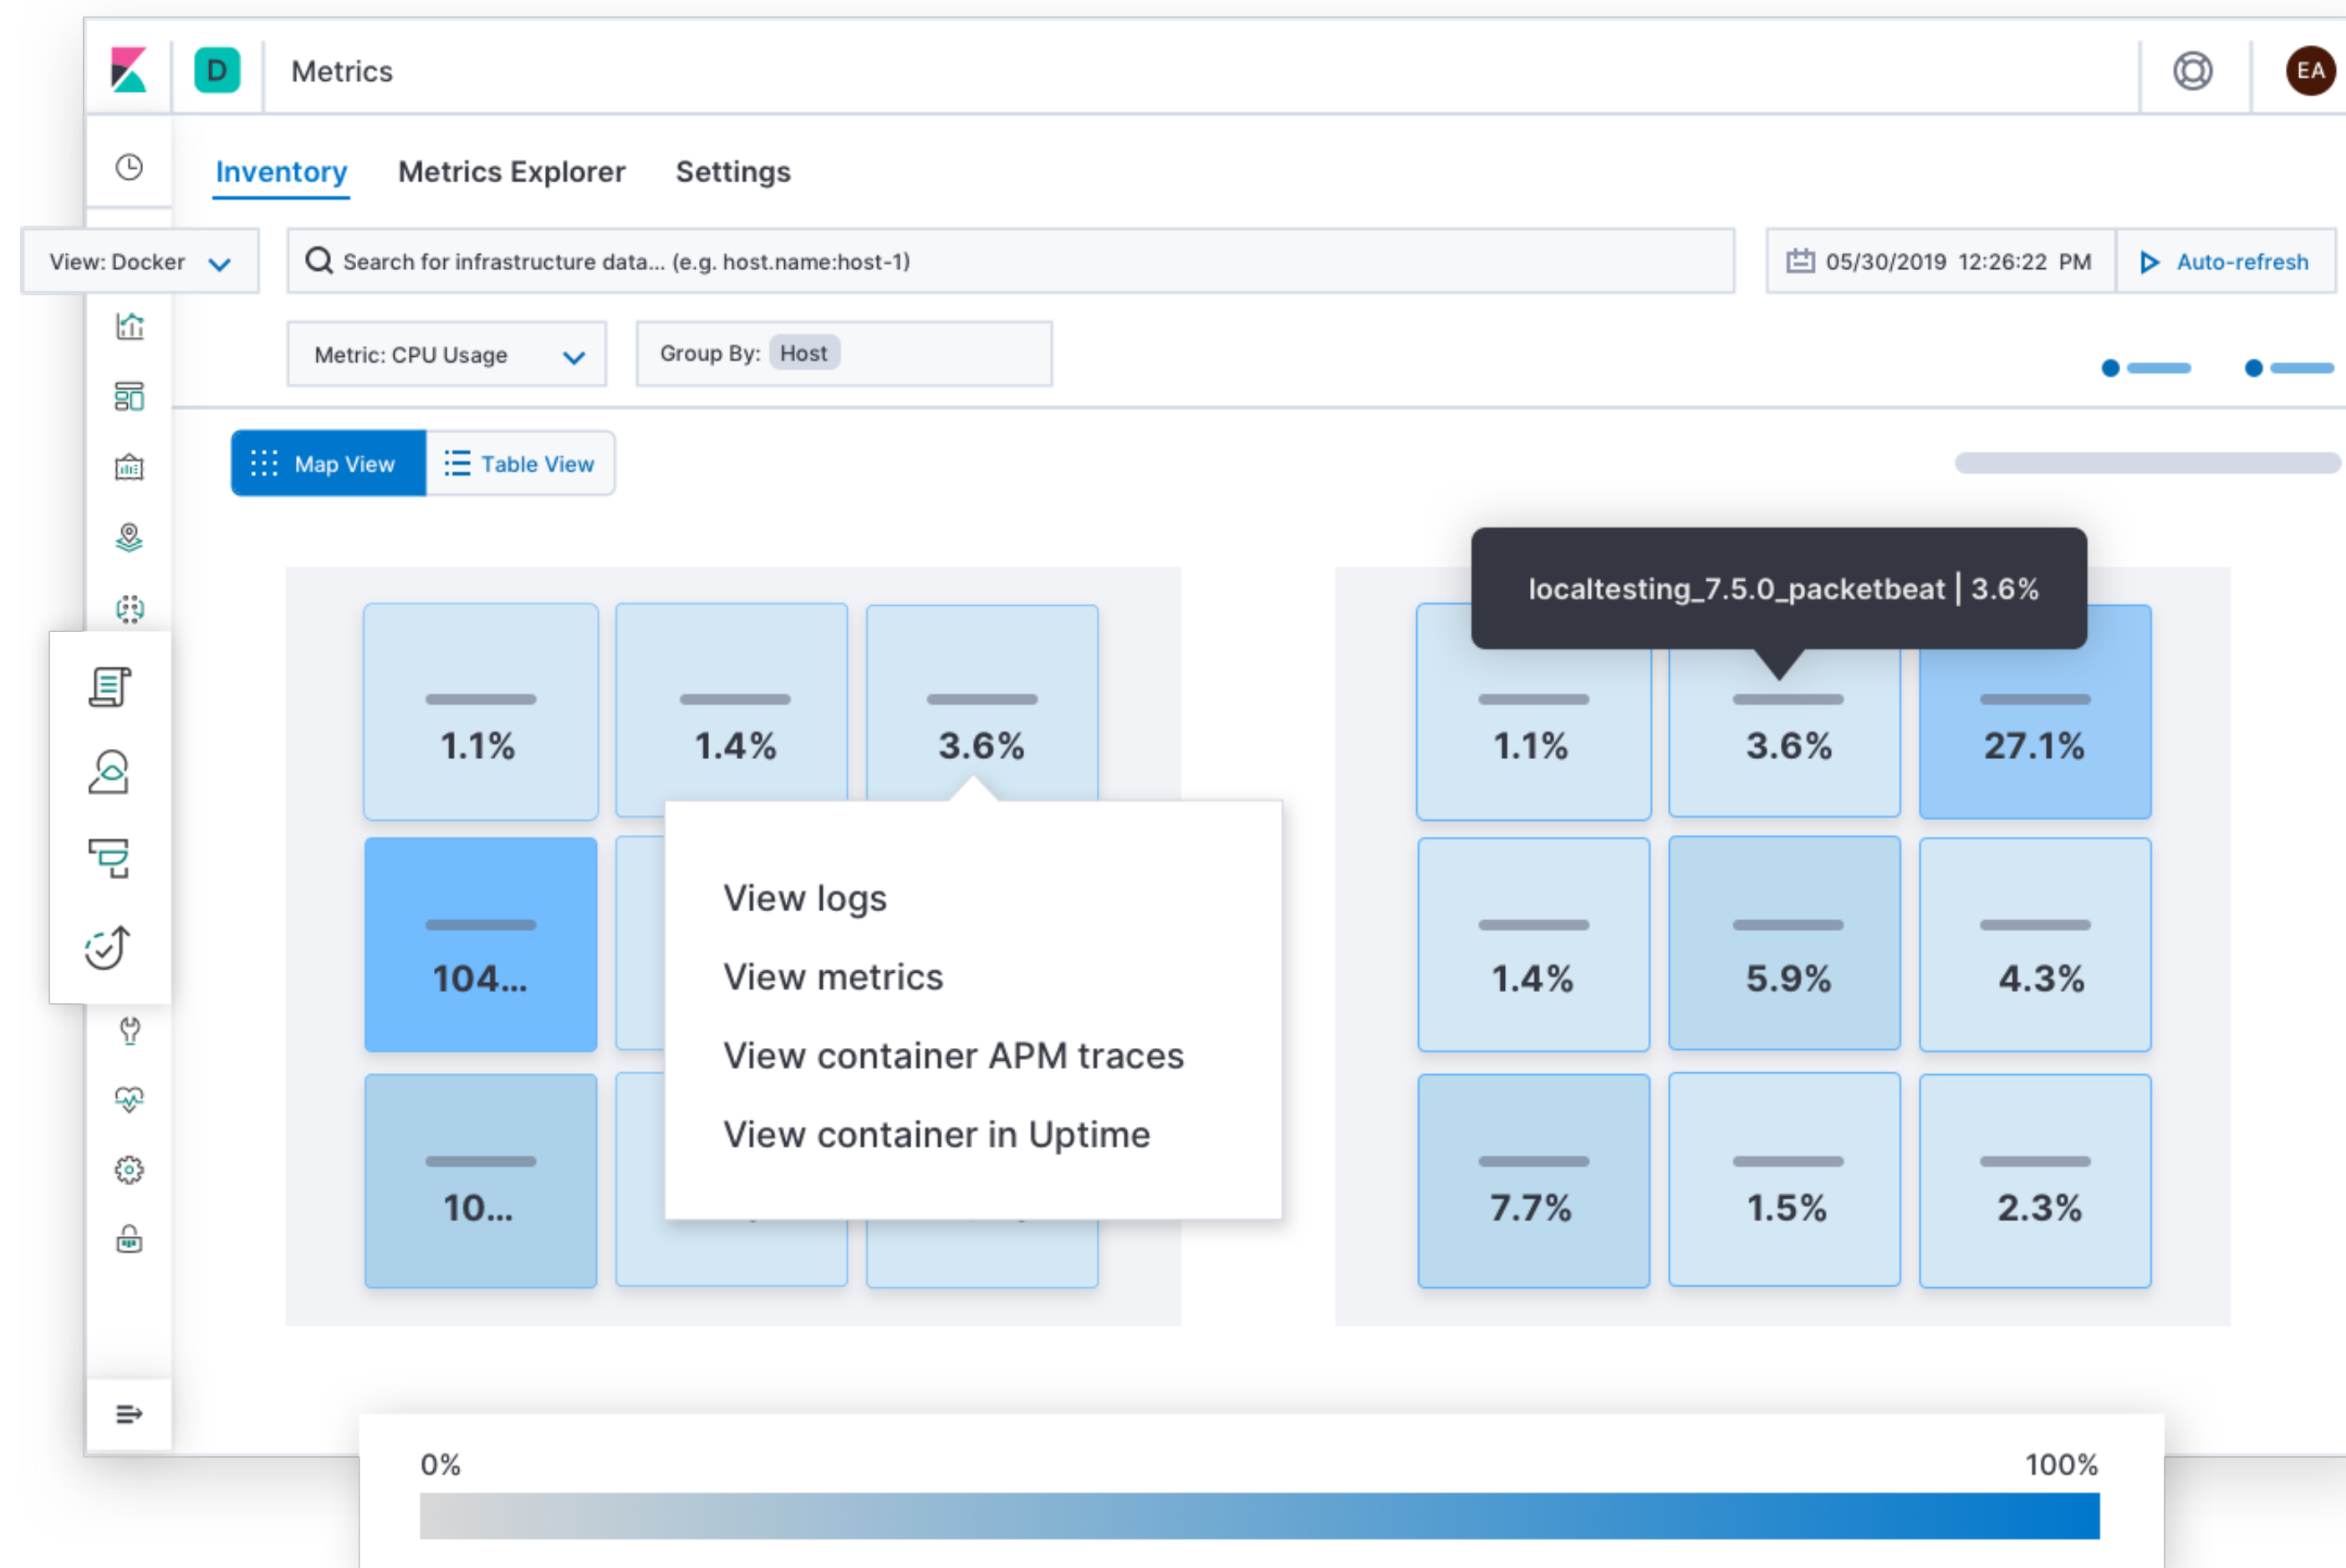 D Metrics EA
Inventory Metrics Explorer Settings
View: Docker Search for infrastructure data... (e.g. host.name:host-1) 05/30/2019 12:26:22 PM Auto-refresh
Metric: CPU Usage Group By: Host
Map View Table View
localtesting_7.5.0_packetbeat | 3.6%
1.1% 1.4% 3.6% 1.1% 3.6% 27.1%
View logs
104... 1.4% 5.9% 4.3%
View metrics
View container APM traces
View container in Uptime
10... 7.7% 1.5% 2.3%
0% 100%